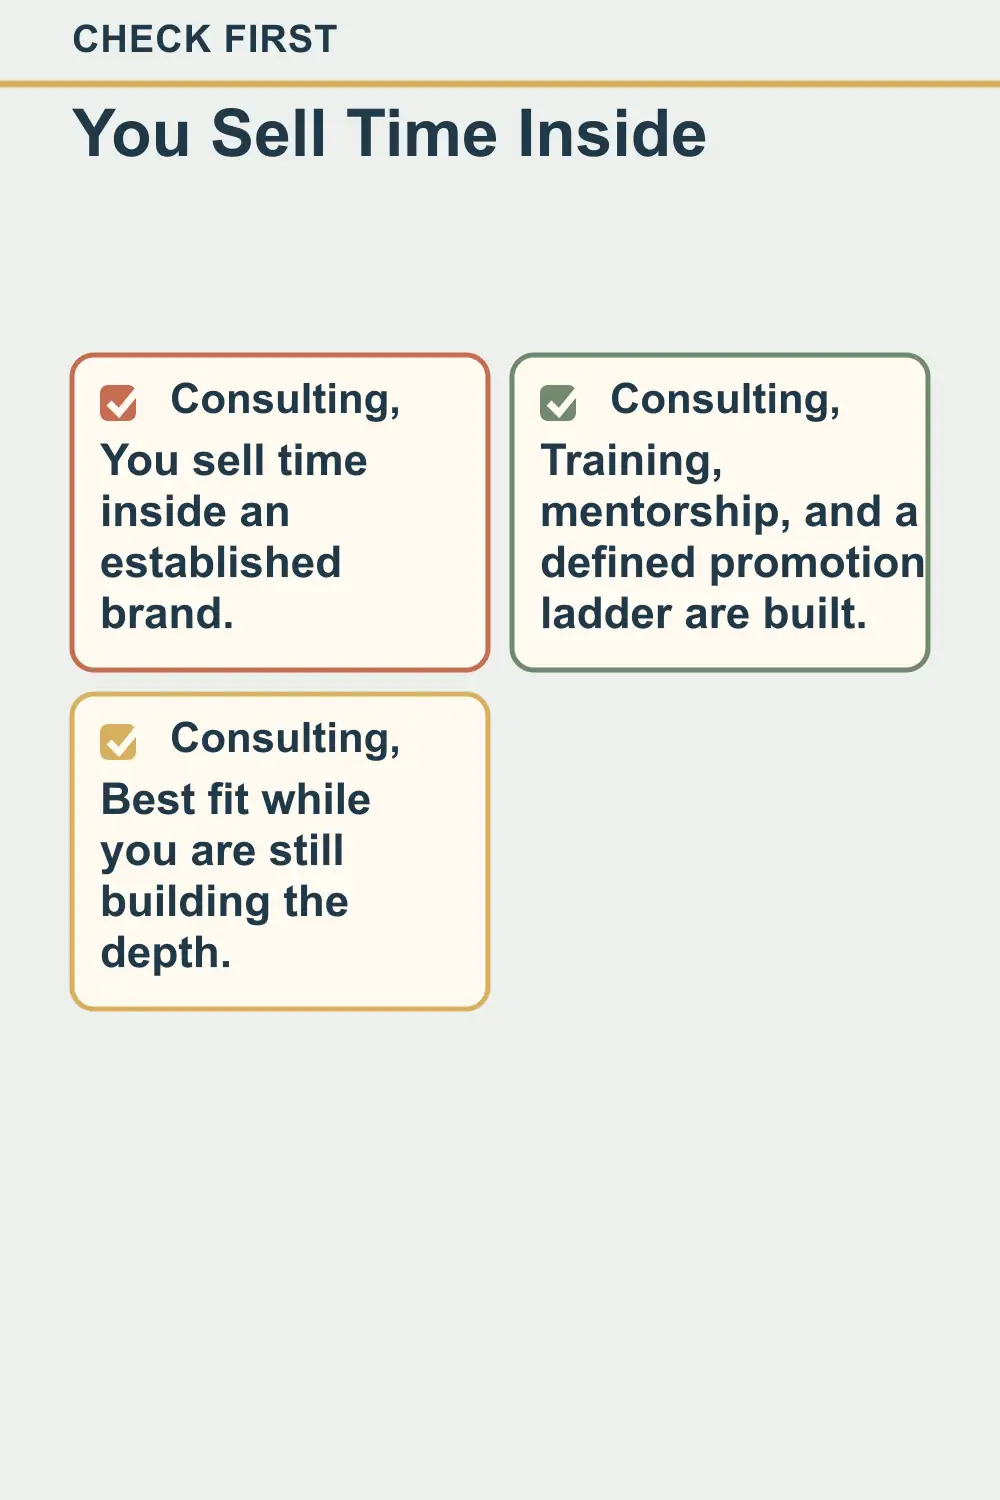 CHECK FIRST
You Sell Time Inside
Consulting,
You sell time
inside an
established
brand.
Consulting,
Training,
mentorship, and a
defined promotion
ladder are built.
Consulting,
Best fit while
you are still
building the
depth.